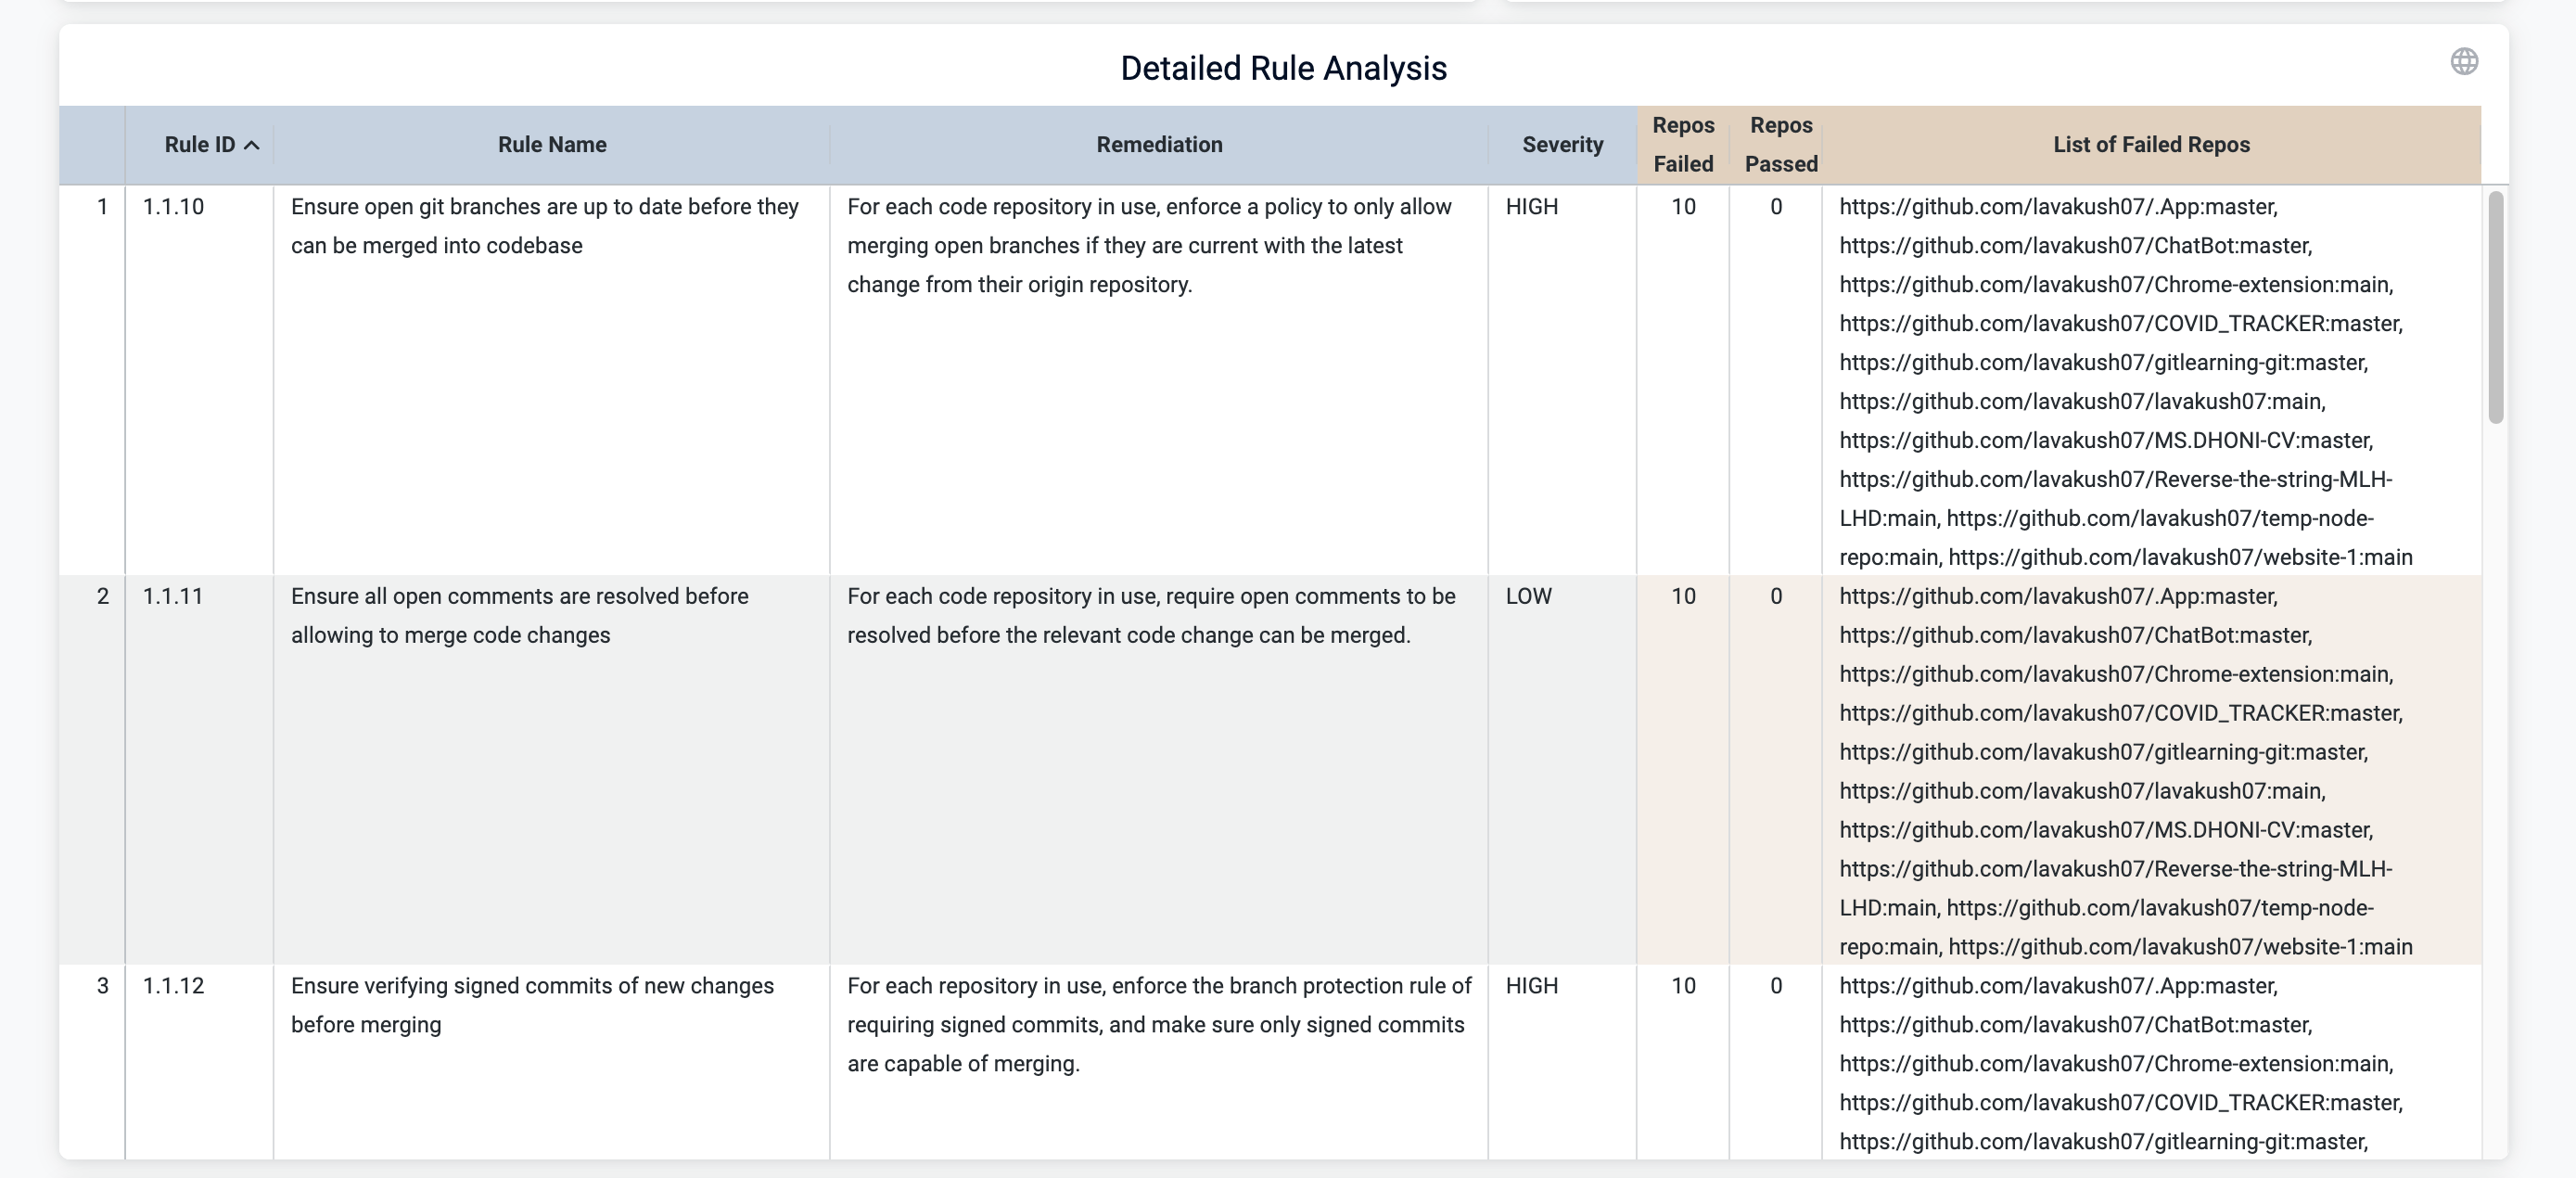 Detailed Rule Analysis
Rule ID
Rule Name
Remediation
Severity
Repos
Failed
Repos
Passed
List of Failed Repos
1
1.1.10
Ensure open git branches are up to date before they
can be merged into codebase
For each code repository in use, enforce a policy to only allow
merging open branches if they are current with the latest
change from their origin repository.
HIGH
10
0
https://github.com/lavakush07/.App:master,
https://github.com/lavakush07/ChatBot:master,
https://github.com/lavakush07/Chrome-extension:main,
https://github.com/lavakush07/COVID_TRACKER:master,
https://github.com/lavakush07/gitlearning-git:master,
https://github.com/lavakush07/lavakush07:main,
https://github.com/lavakush07/MS.DHONI-CV:master,
https://github.com/lavakush07/Reverse-the-string-MLH-
LHD:main, https://github.com/lavakush07/temp-node-
repo:main, https://github.com/lavakush07/website-1:main
2
1.1.11
Ensure all open comments are resolved before
allowing to merge code changes
For each code repository in use, require open comments to be
resolved before the relevant code change can be merged.
LOW
10
0
https://github.com/lavakush07/.App:master,
https://github.com/lavakush07/ChatBot:master,
https://github.com/lavakush07/Chrome-extension:main,
https://github.com/lavakush07/COVID_TRACKER:master,
https://github.com/lavakush07/gitlearning-git:master,
https://github.com/lavakush07/lavakush07:main,
https://github.com/lavakush07/MS.DHONI-CV:master,
https://github.com/lavakush07/Reverse-the-string-MLH-
LHD:main, https://github.com/lavakush07/temp-node-
repo:main, https://github.com/lavakush07/website-1:main
3
1.1.12
Ensure verifying signed commits of new changes
before merging
For each repository in use, enforce the branch protection rule of
requiring signed commits, and make sure only signed commits
are capable of merging.
HIGH
10
0
https://github.com/lavakush07/.App:master,
https://github.com/lavakush07/ChatBot:master,
https://github.com/lavakush07/Chrome-extension:main,
https://github.com/lavakush07/COVID_TRACKER:master,
https://github.com/lavakush07/gitlearning-git:master,